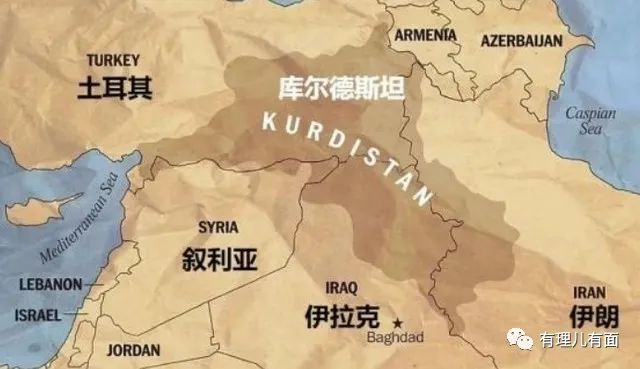 ARMENIA
AZERBAIJAN
TURKEY
土耳其
库尔德斯坦
KURDISTAN
Caspian
Sea
Mediterranean Sea
SYRIA
叙利亚
LEBANON
ISRAEL
IRAQ
伊拉克
Baghdad
IRAN
伊朗
JORDAN
有理儿有面